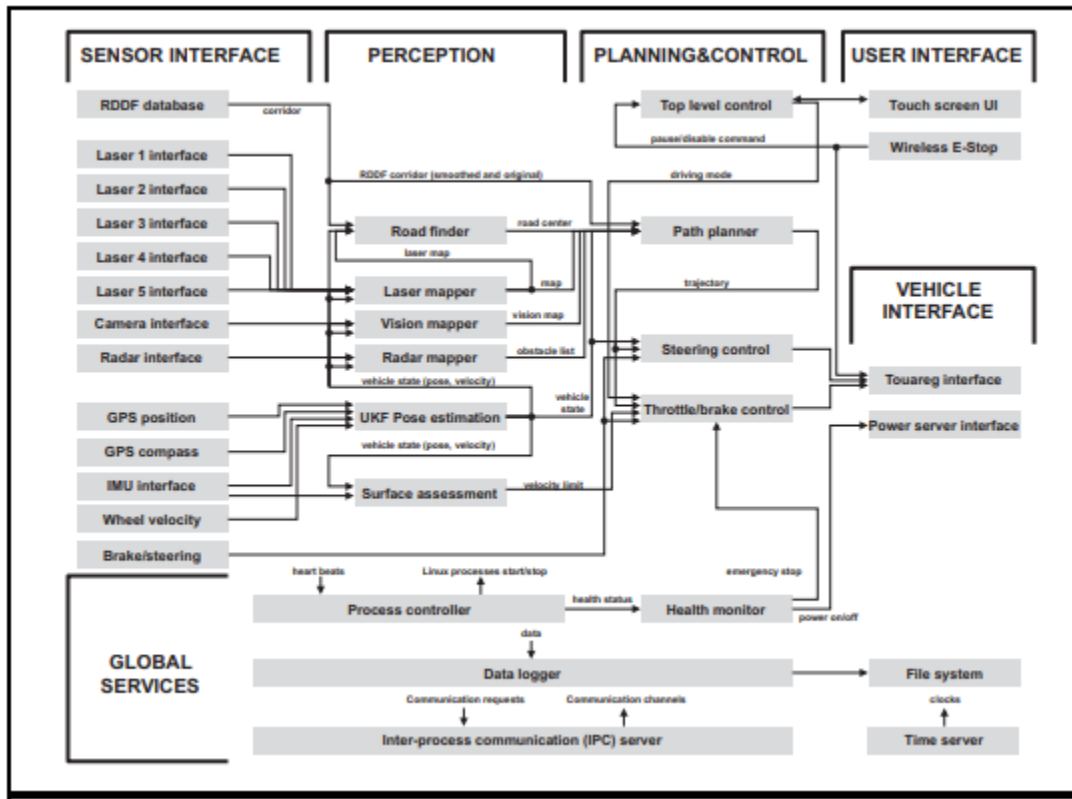 SENSOR INTERFACE
PERCEPTION
PLANNING&CONTROL
USER INTERFACE
RDDF database
corridor
Top level control
Touch screen UI
pause/disable command
Wireless E-Stop
Laser 1 interface
Laser 2 interface
Laser 3 interface
Laser 4 interface
Laser 5 interface
Camera interface
Radar interface
RDDF corridor (smoothed and original)
driving mode
Road finder
road center
Path planner
laser map
Laser mapper
map
trajectory
VEHICLE
INTERFACE
Vision mapper
vision map
Radar mapper
obstacle list
Steering control
vehicle state (pose, velocity)
vehicle
state
Touareg interface
GPS position
UKF Pose estimation
Throttle/brake control
Power server interface
GPS compass
vehicle state (pose, velocity)
IMU interface
Surface assessment
velocity limit
Wheel velocity
Brake/steering
heart beats
Linux processes start/stop
emergency stop
Process controller
health status
Health monitor
power on/off
GLOBAL
SERVICES
data
Data logger
File system
Communication requests
Communication channels
clocks
Inter-process communication (IPC) server
Time server